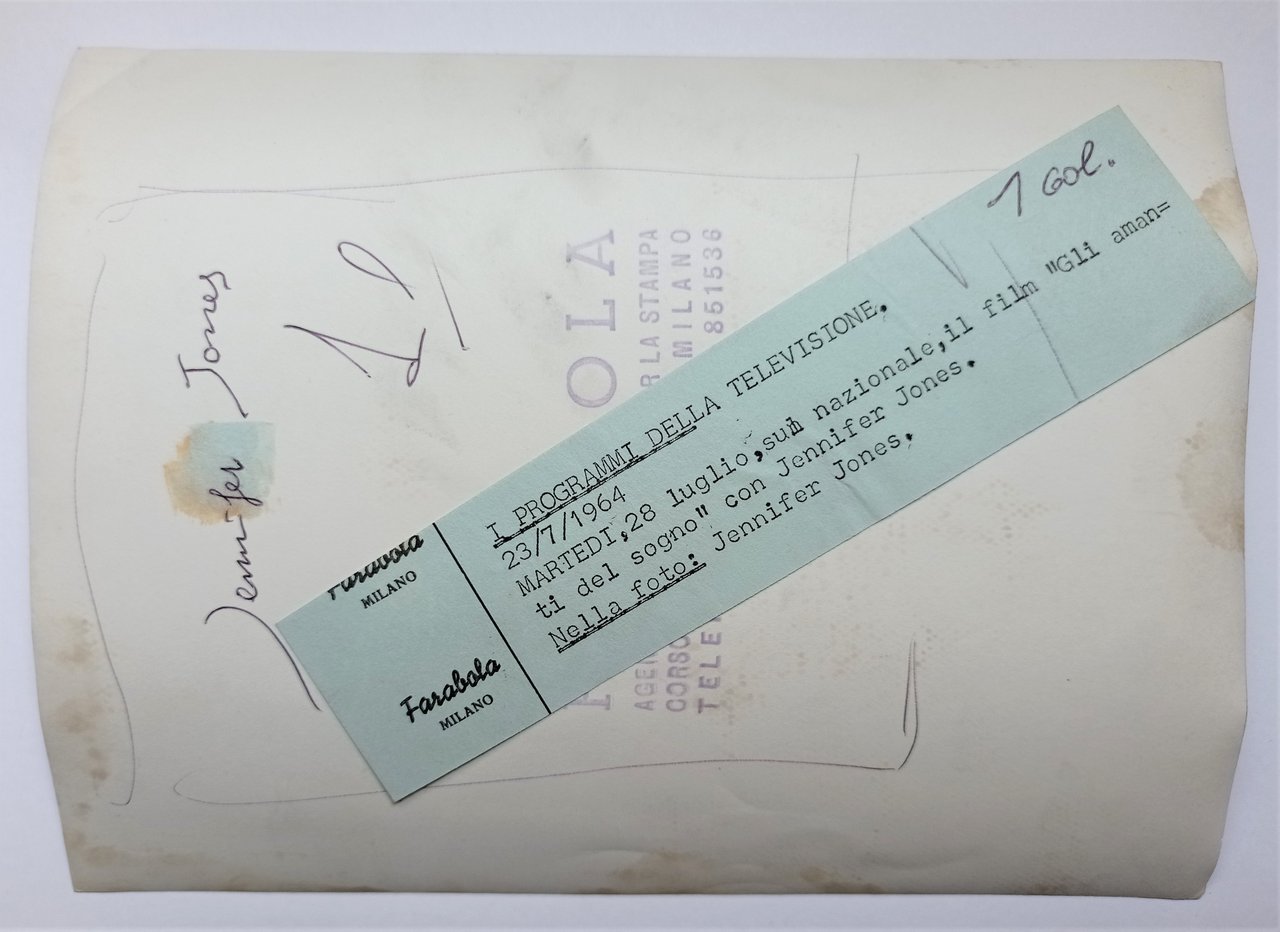 Jennifer Jones
1 col.
I PROGRAMMI DELLA TELEVISIONE.
23/7/1964
MARTEDI,28 luglio,sul nazionale,il film "Gli aman=
ti del sogno" con Jennifer Jones.
Nella foto: Jennifer Jones.
Farabola
MILANO
Farabola
MILANO
OLA
R LA STAMPA
CORSO MILANO
851536